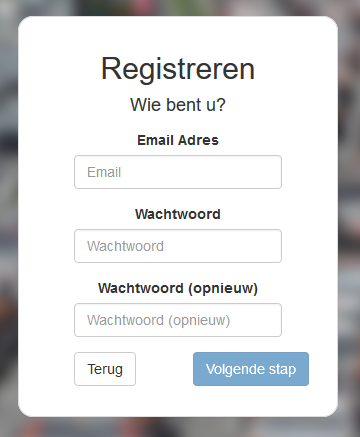 Registreren
Wie bent u?
Email Adres
Email
Wachtwoord
Wachtwoord
Wachtwoord (opnieuw)
Wachtwoord (opnieuw)
Terug
Volgende stap